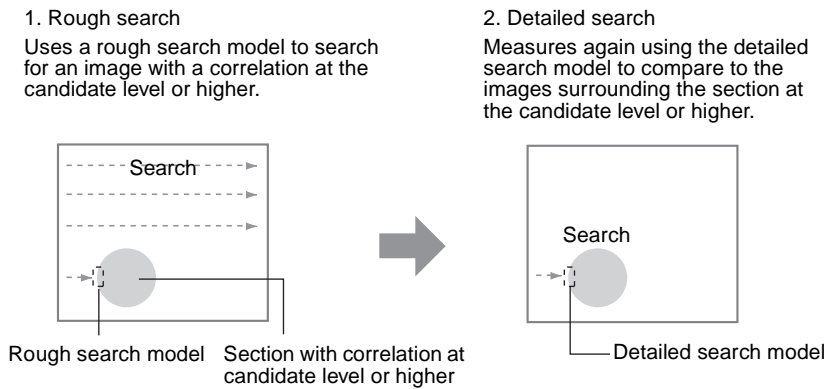 1. Rough search
Uses a rough search model to search
for an image with a correlation at the
candidate level or higher.
Search
Rough search model
Section with correlation at
candidate level or higher
2. Detailed search
Measures again using the detailed
search model to compare to the
images surrounding the section at
the candidate level or higher.
Search
Detailed search model